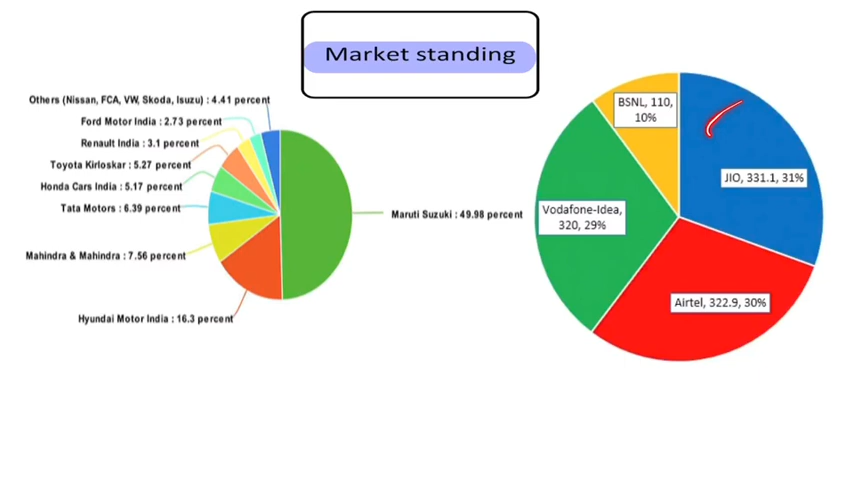 Market standing
Others (Nissan, FCA, VW, Skoda, Isuzu) : 4.41 percent
Ford Motor India : 2.73 percent
Renault India : 3.1 percent
Toyota Kirloskar : 5.27 percent
Honda Cars India : 5.17 percent
Tata Motors : 6.39 percent
Mahindra & Mahindra : 7.56 percent
Hyundai Motor India : 16.3 percent
Maruti Suzuki : 49.98 percent
BSNL, 110,
10%
JIO, 331.1, 31%
Vodafone-Idea,
320, 29%
Airtel, 322.9, 30%